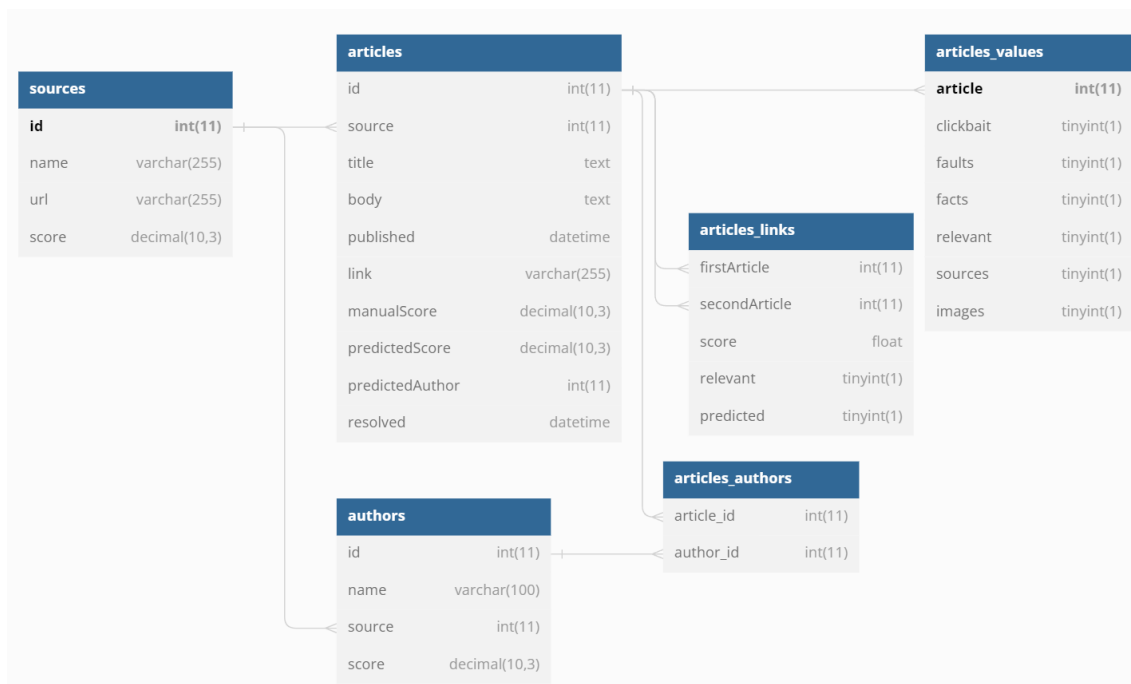 sources
id int(11)
name varchar(255)
url varchar(255)
score decimal(10,3)
articles
id int(11)
source int(11)
title text
body text
published datetime
link varchar(255)
manualScore decimal(10,3)
predictedScore decimal(10,3)
predictedAuthor int(11)
resolved datetime
articles_values
article int(11)
clickbait tinyint(1)
faults tinyint(1)
facts tinyint(1)
relevant tinyint(1)
sources tinyint(1)
images tinyint(1)
articles_links
firstArticle int(11)
secondArticle int(11)
score float
relevant tinyint(1)
predicted tinyint(1)
articles_authors
article_id int(11)
author_id int(11)
authors
id int(11)
name varchar(100)
source int(11)
score decimal(10,3)